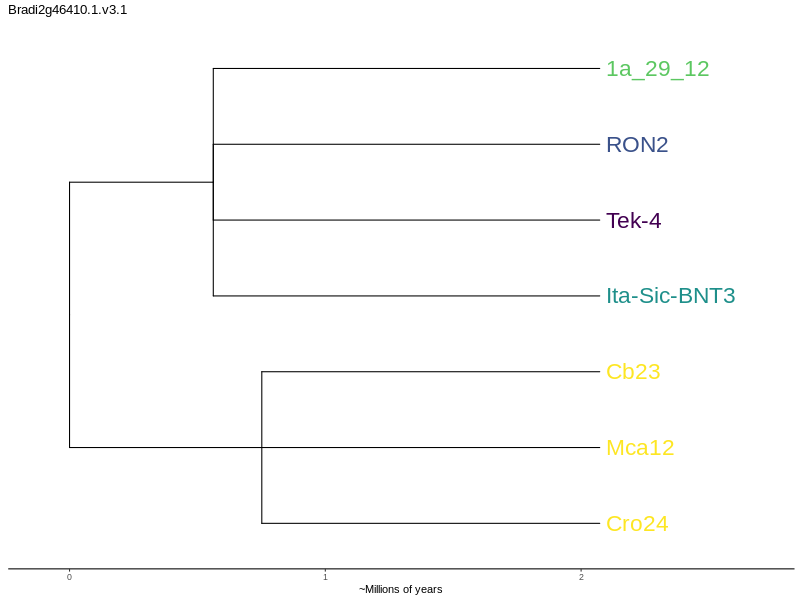 Bradi2g46410.1.v3.1
1a_29_12
RON2
Tek-4
Ita-Sic-BNT3
Cb23
Mca12
Cro24
0 1 2
~Millions of years